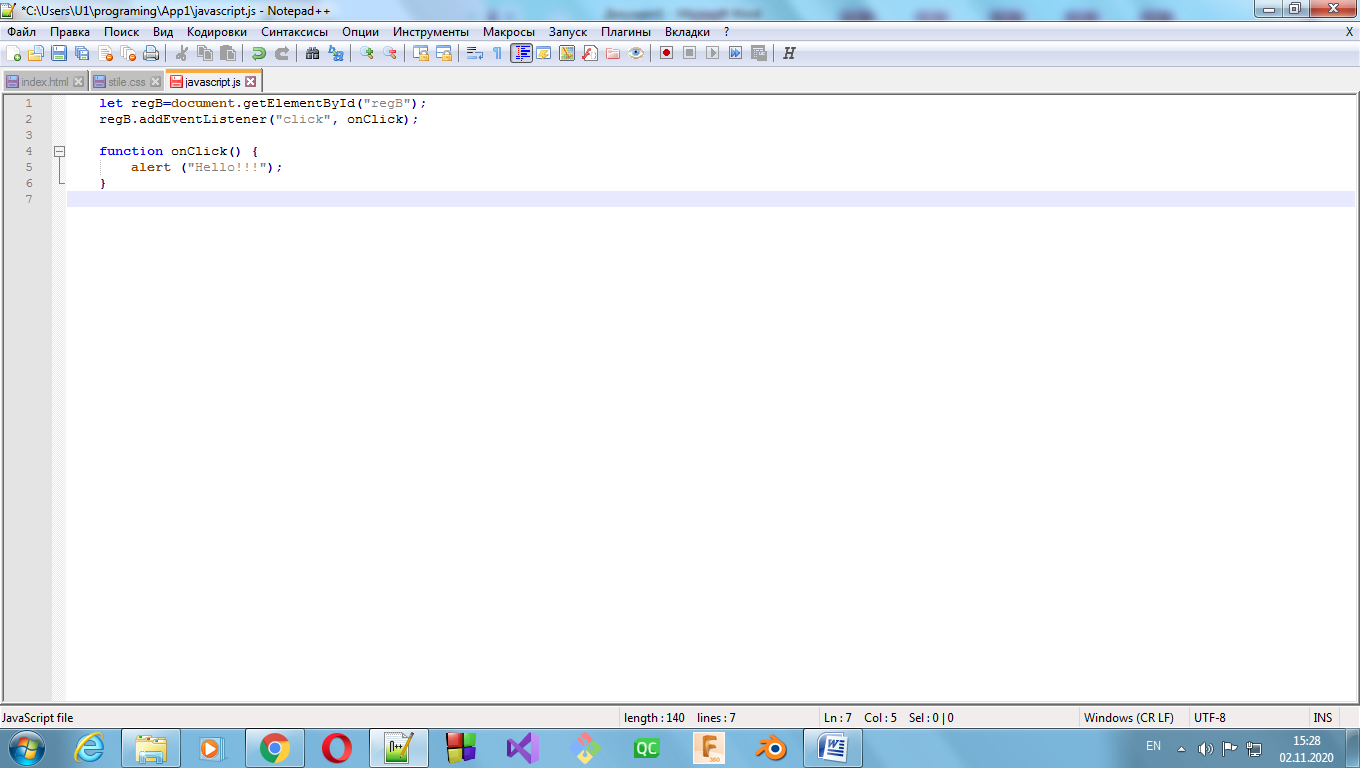 *C:\Users\U1\programing\App1\javascript.js - Notepad++
Файл Правка Поиск Вид Кодировки Синтаксисы Опции Инструменты Макросы Запуск Плагины Вкладки ? X
index.html stile.css javascript.js
1 let regB=document.getElementById("regB");
2 regB.addEventListener("click", onClick);
3
4 function onClick() {
5 alert ("Hello!!!");
6 }
7
JavaScript file length : 140 lines : 7 Ln : 7 Col : 5 Sel : 0 | 0 Windows (CR LF) UTF-8 INS
EN 15:28
02.11.2020